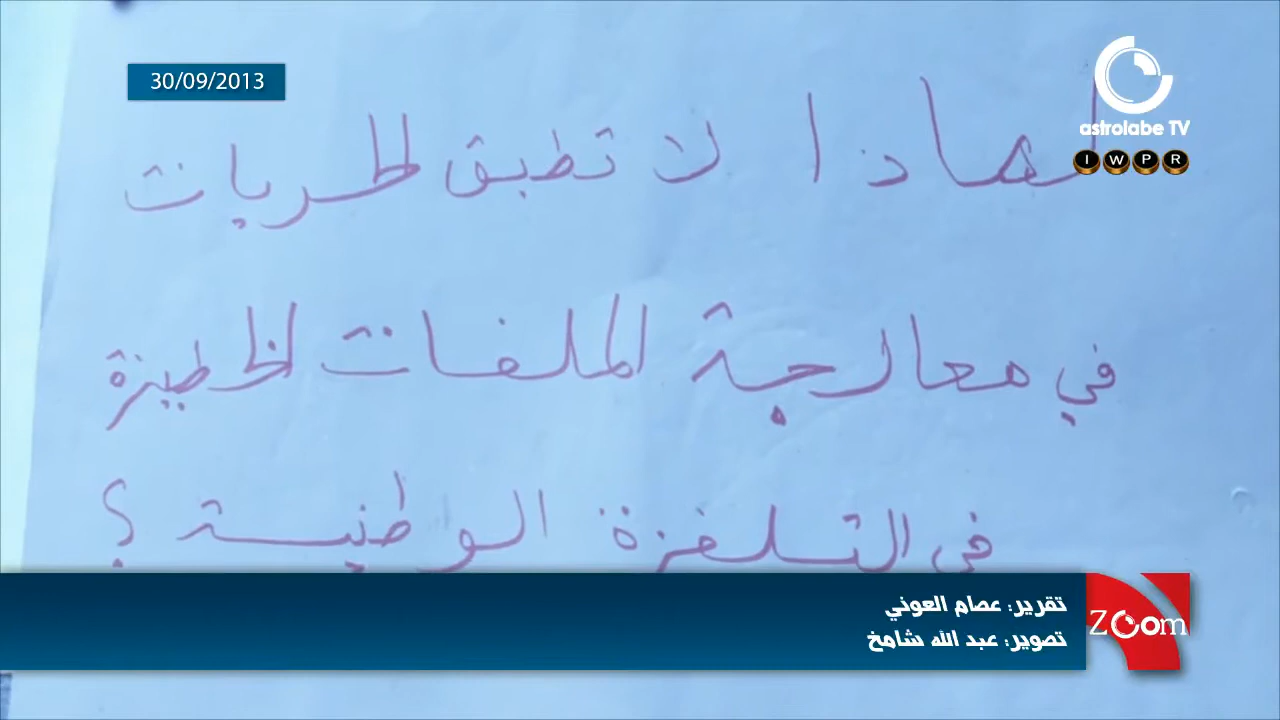 30/09/2013
astrolabe TV
I W P R
لماذا لا تطبق الحريات
في معالجة الملفات الخطيرة
في التلفزة الوطنية ؟
تقرير: عصام العوني
تصوير: عبد الله شامخ
Zoom